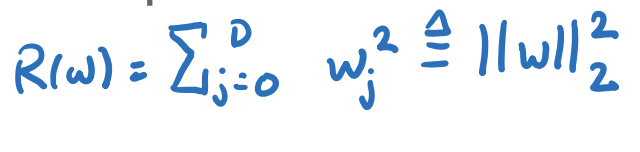 R(w) = ∑_{j=0}^{D} w_j^2 ≜ ||w||_2^2